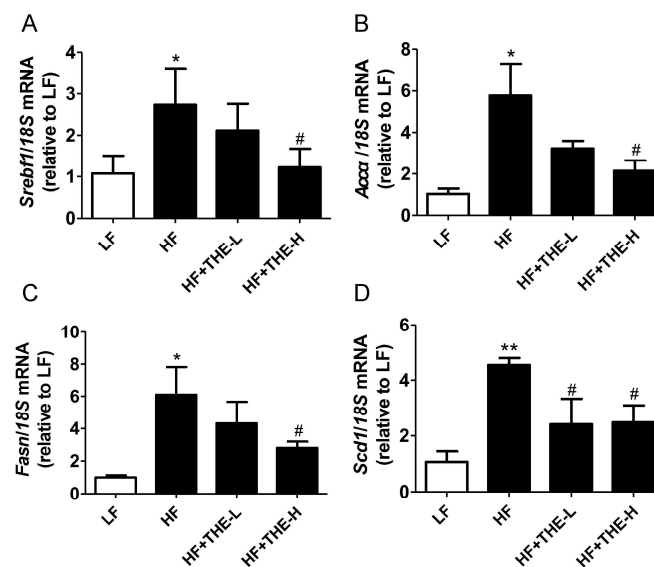 A
Srebf1/18S mRNA
(relative to LF)
4
3
2
1
0
*
#
LF
HF
HF+THE-L
HF+THE-H
B
Accα/18S mRNA
(relative to LF)
8
6
4
2
0
*
#
LF
HF
HF+THE-L
HF+THE-H
C
Fasn/18S mRNA
(relative to LF)
10
8
6
4
2
0
*
#
LF
HF
HF+THE-L
HF+THE-H
D
Scd1/18S mRNA
(relative to LF)
6
4
2
0
**
#
#
LF
HF
HF+THE-L
HF+THE-H